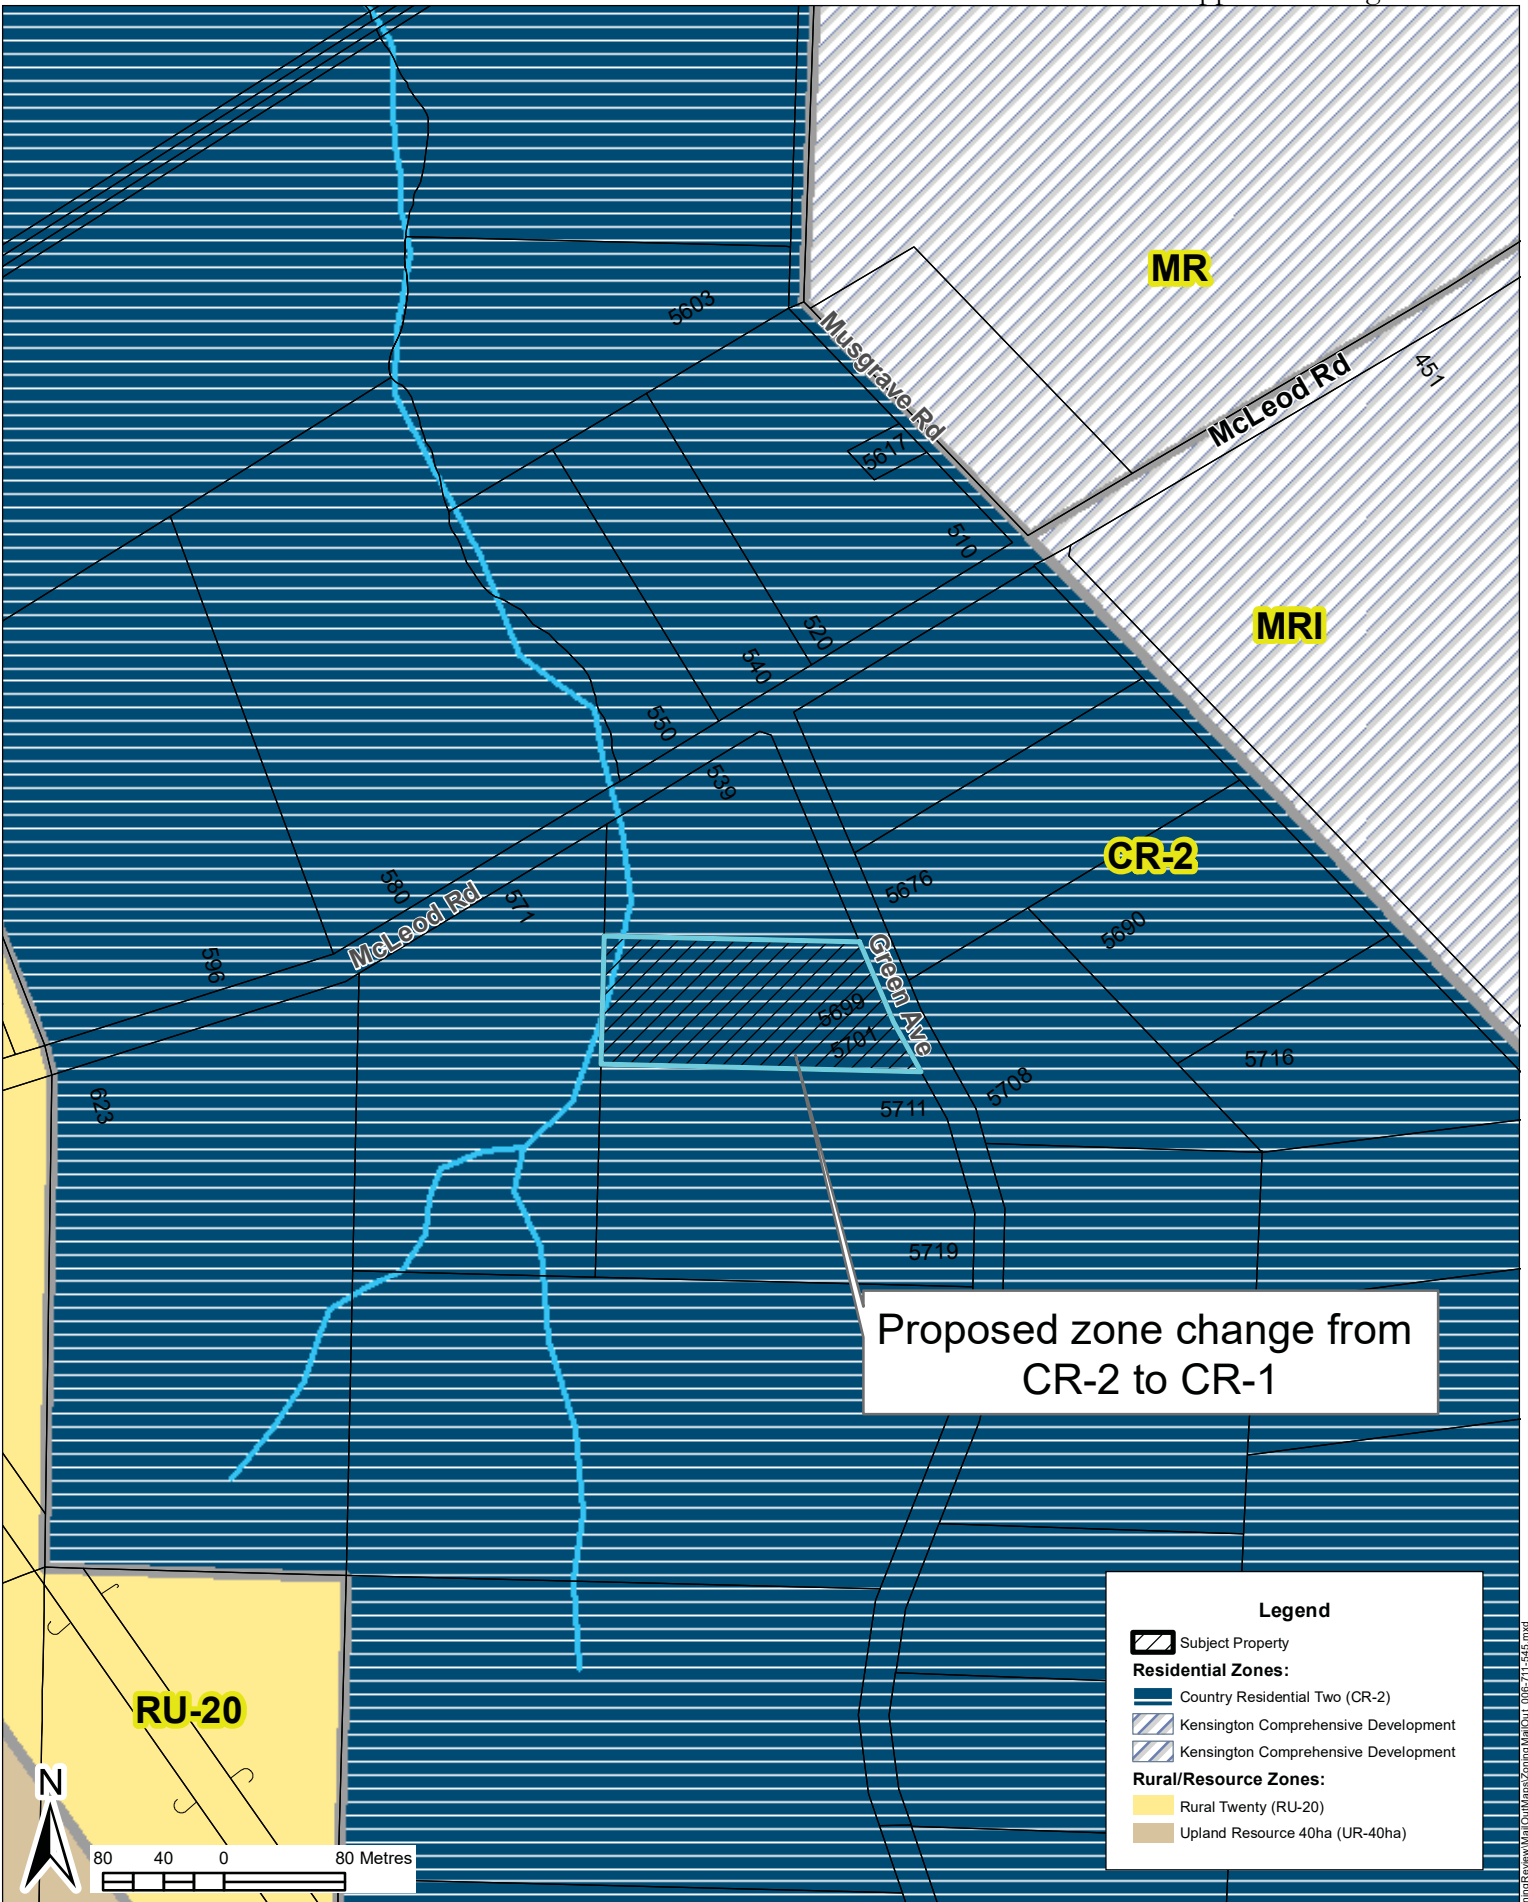 MR
5603
Musgrave Rd
McLeod Rd
451
5617
510
MRI
520
540
550
539
CR-2
580
571
McLeod Rd
5676
5690
596
Green Ave
5699
5701
5716
623
5711
5708
5719
Proposed zone change from
CR-2 to CR-1
RU-20
N
80 40 0 80 Metres
Legend
Subject Property
Residential Zones:
Country Residential Two (CR-2)
Kensington Comprehensive Development
Kensington Comprehensive Development
Rural/Resource Zones:
Rural Twenty (RU-20)
Upland Resource 40ha (UR-40ha)